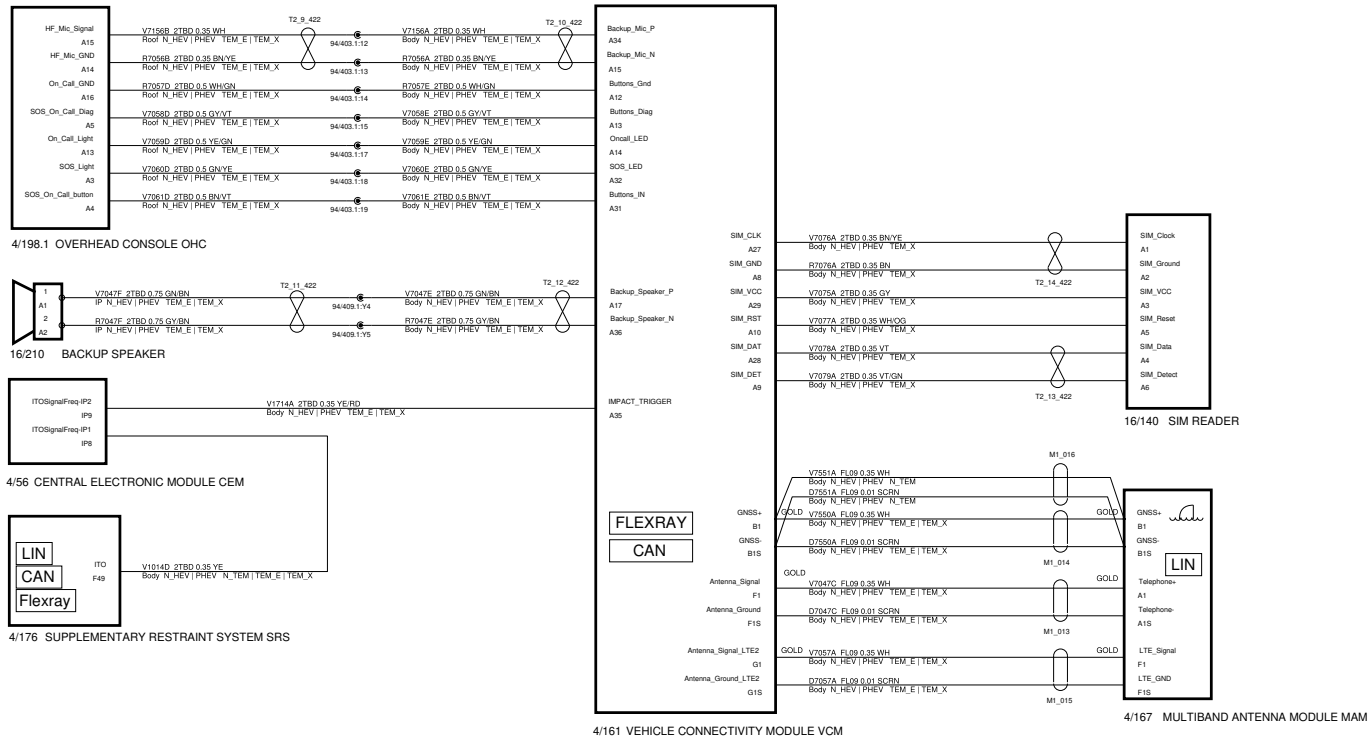 HF_Mic_Signal
A15
HF_Mic_GND
A14
On_Call_GND
A16
SOS_On_Call_Diag
A5
On_Call_Light
A13
SOS_Light
A3
SOS_On_Call_button
A4
4/198.1 OVERHEAD CONSOLE OHC
V7156B 2TBD 0.35 WH
Roof N_HEV | PHEV TEM_E | TEM_X
R7056B 2TBD 0.35 BN/YE
Roof N_HEV | PHEV TEM_E | TEM_X
R7057D 2TBD 0.5 WH/GN
Roof N_HEV | PHEV TEM_E | TEM_X
V7058D 2TBD 0.5 GY/VT
Roof N_HEV | PHEV TEM_E | TEM_X
V7059D 2TBD 0.5 YE/GN
Roof N_HEV | PHEV TEM_E | TEM_X
V7060D 2TBD 0.5 GN/YE
Roof N_HEV | PHEV TEM_E | TEM_X
V7061D 2TBD 0.5 BN/VT
Roof N_HEV | PHEV TEM_E | TEM_X
T2_9_422
94/403.1:12
94/403.1:13
94/403.1:14
94/403.1:15
94/403.1:17
94/403.1:18
94/403.1:19
V7156A 2TBD 0.35 WH
Body N_HEV | PHEV TEM_E | TEM_X
R7056A 2TBD 0.35 BN/YE
Body N_HEV | PHEV TEM_E | TEM_X
R7057E 2TBD 0.5 WH/GN
Body N_HEV | PHEV TEM_E | TEM_X
V7058E 2TBD 0.5 GY/VT
Body N_HEV | PHEV TEM_E | TEM_X
V7059E 2TBD 0.5 YE/GN
Body N_HEV | PHEV TEM_E | TEM_X
V7060E 2TBD 0.5 GN/YE
Body N_HEV | PHEV TEM_E | TEM_X
V7061E 2TBD 0.5 BN/VT
Body N_HEV | PHEV TEM_E | TEM_X
T2_10_422
Backup_Mic_P
A34
Backup_Mic_N
A15
Buttons_Gnd
A12
Buttons_Diag
A13
Oncall_LED
A14
SOS_LED
A32
Buttons_IN
A31
1
A1
2
A2
16/210 BACKUP SPEAKER
V7047F 2TBD 0.75 GN/BN
IP N_HEV | PHEV TEM_E | TEM_X
R7047F 2TBD 0.75 GY/BN
IP N_HEV | PHEV TEM_E | TEM_X
T2_11_422
94/409.1:Y4
94/409.1:Y5
V7047E 2TBD 0.75 GN/BN
Body N_HEV | PHEV TEM_E | TEM_X
R7047E 2TBD 0.75 GY/BN
Body N_HEV | PHEV TEM_E | TEM_X
T2_12_422
Backup_Speaker_P
A17
Backup_Speaker_N
A36
ITOSignalFreq-IP2
IP9
ITOSignalFreq-IP1
IP8
4/56 CENTRAL ELECTRONIC MODULE CEM
V1714A 2TBD 0.35 YE/RD
Body N_HEV | PHEV TEM_E | TEM_X
IMPACT_TRIGGER
A35
LIN
CAN
Flexray
ITO
F49
V1014D 2TBD 0.35 YE
Body N_HEV | PHEV N_TEM | TEM_E | TEM_X
4/176 SUPPLEMENTARY RESTRAINT SYSTEM SRS
FLEXRAY
CAN
SIM_CLK
A27
SIM_GND
A8
SIM_VCC
A29
SIM_RST
A10
SIM_DAT
A28
SIM_DET
A9
V7076A 2TBD 0.35 BN/YE
Body N_HEV | PHEV TEM_E | TEM_X
R7076A 2TBD 0.35 BN
Body N_HEV | PHEV TEM_E | TEM_X
V7075A 2TBD 0.35 GY
Body N_HEV | PHEV TEM_E | TEM_X
V7077A 2TBD 0.35 WH/OG
Body N_HEV | PHEV TEM_E | TEM_X
V7078A 2TBD 0.35 VT
Body N_HEV | PHEV TEM_E | TEM_X
V7079A 2TBD 0.35 VT/GN
Body N_HEV | PHEV TEM_E | TEM_X
T2_14_422
T2_13_422
SIM_Clock
A1
SIM_Ground
A2
SIM_VCC
A3
SIM_Reset
A5
SIM_Data
A4
SIM_Detect
A6
16/140 SIM READER
GNSS+
B1
GNSS-
B1S
Antenna_Signal
F1
Antenna_Ground
F1S
Antenna_Signal_LTE2
G1
Antenna_Ground_LTE2
G1S
M1_016
V7551A FL09 0.35 WH
Body N_HEV | PHEV N_TEM
D7551A FL09 0.01 SCRN
Body N_HEV | PHEV N_TEM
GOLD
V7550A FL09 0.35 WH
GOLD
Body N_HEV | PHEV TEM_E | TEM_X
D7550A FL09 0.01 SCRN
Body N_HEV | PHEV TEM_E | TEM_X
M1_014
GOLD
V7047C FL09 0.35 WH
GOLD
Body N_HEV | PHEV TEM_E | TEM_X
D7047C FL09 0.01 SCRN
Body N_HEV | PHEV TEM_E | TEM_X
M1_013
GOLD
V7057A FL09 0.35 WH
GOLD
Body N_HEV | PHEV TEM_E | TEM_X
D7057A FL09 0.01 SCRN
Body N_HEV | PHEV TEM_E | TEM_X
M1_015
GNSS+
B1
GNSS-
B1S
LIN
Telephone+
A1
Telephone-
A1S
LTE_Signal
F1
LTE_GND
F1S
4/167 MULTIBAND ANTENNA MODULE MAM
4/161 VEHICLE CONNECTIVITY MODULE VCM